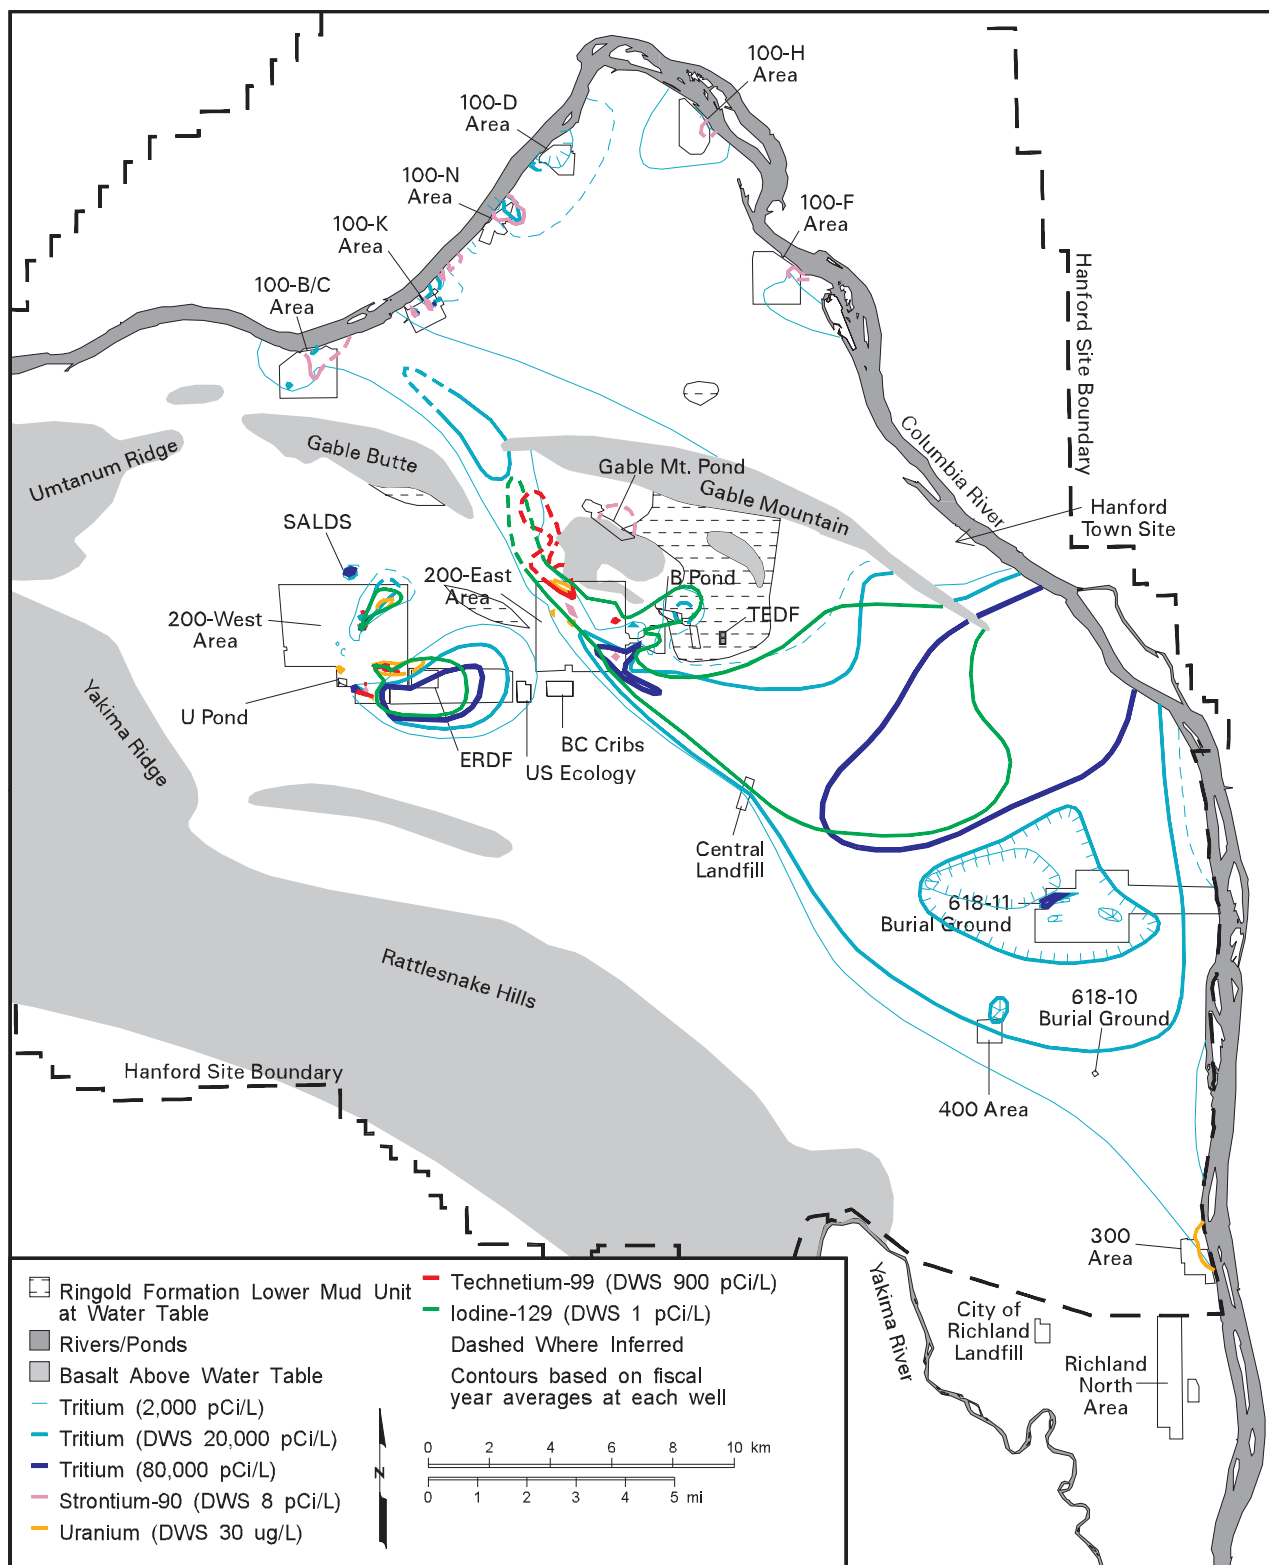 100-H
Area
100-D
Area
100-N
Area
100-K
Area
100-F
Area
100-B/C
Area
Hanford Site Boundary
Columbia River
Umtanum Ridge
Gable Butte
Gable Mt. Pond
Gable Mountain
Hanford
Town Site
SALDS
200-East
Area
B Pond
TEDF
200-West
Area
U Pond
Yakima Ridge
ERDF
BC Cribs
US Ecology
Central
Landfill
618-11
Burial Ground
Rattlesnake Hills
618-10
Burial Ground
Hanford Site Boundary
400 Area
300
Area
Yakima River
City of
Richland
Landfill
Richland
North
Area
Ringold Formation Lower Mud Unit
at Water Table
Rivers/Ponds
Basalt Above Water Table
Tritium (2,000 pCi/L)
Tritium (DWS 20,000 pCi/L)
Tritium (80,000 pCi/L)
Strontium-90 (DWS 8 pCi/L)
Uranium (DWS 30 ug/L)
Technetium-99 (DWS 900 pCi/L)
Iodine-129 (DWS 1 pCi/L)
Dashed Where Inferred
Contours based on fiscal
year averages at each well
N
0 2 4 6 8 10 km
0 1 2 3 4 5 mi